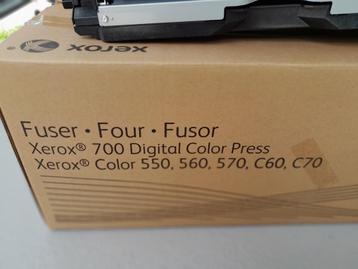 xerox
Fuser • Four • Fusor
Xerox® 700 Digital Color Press
Xerox® Color 550, 560, 570, C60, C70